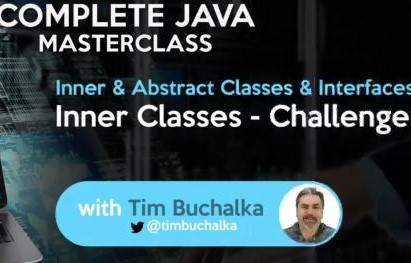 COMPLETE JAVA
MASTERCLASS
Inner & Abstract Classes & Interfaces
Inner Classes - Challenge
with Tim Buchalka
@timbuchalka